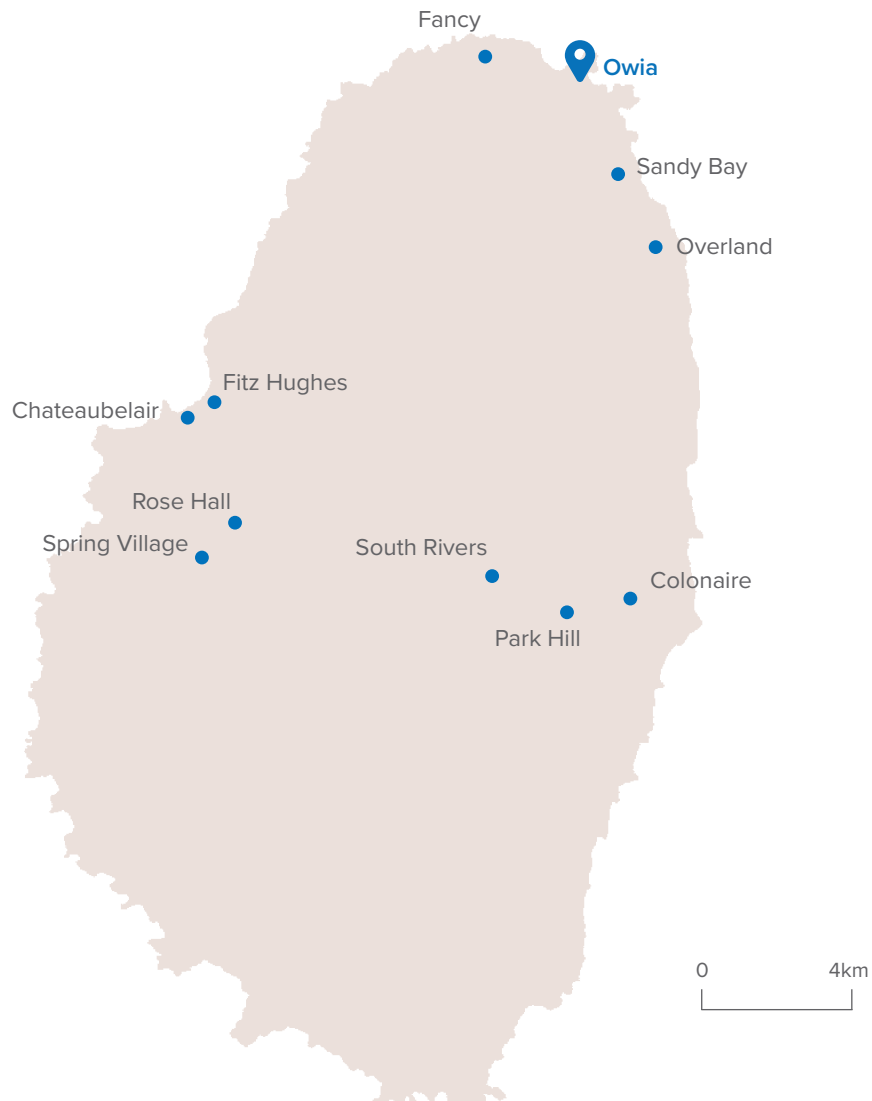 Fancy
Owia
Sandy Bay
Overland
Fitz Hughes
Chateaubelair
Rose Hall
Spring Village
South Rivers
Colonaire
Park Hill
0 4km